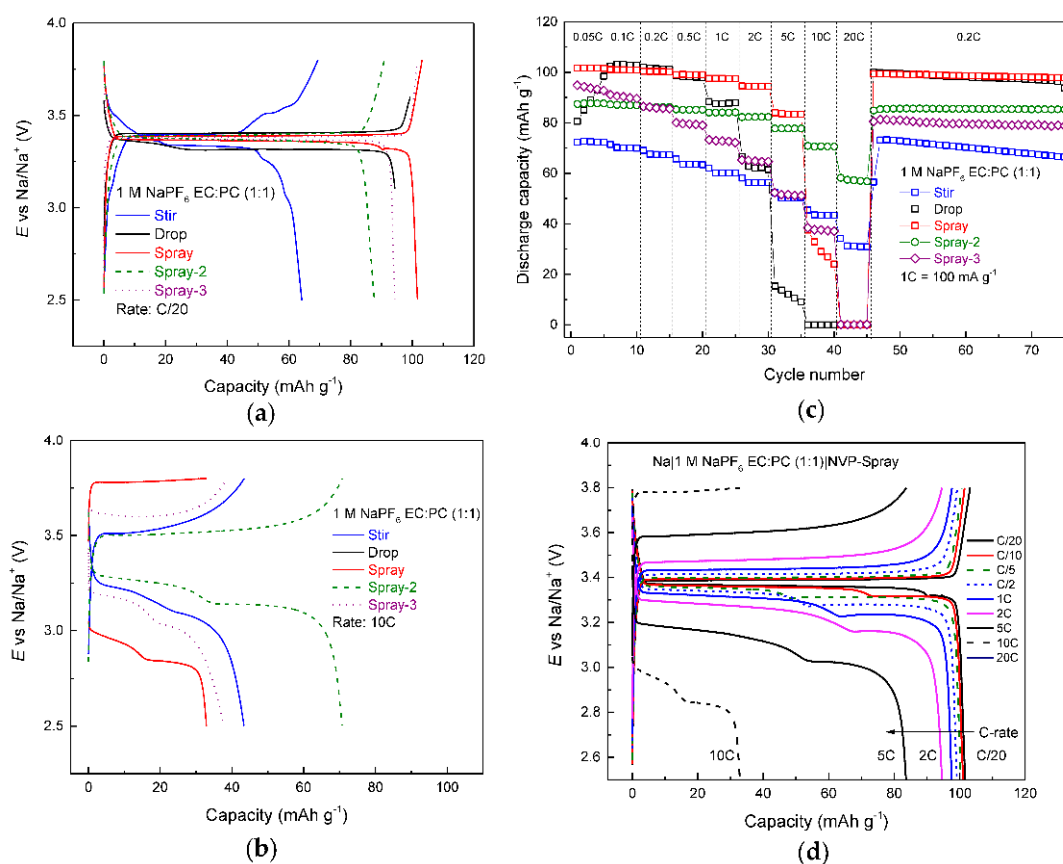 4.0
3.5
3.0
2.5
E vs Na/Na⁺ (V)
1 M NaPF₆ EC:PC (1:1)
Stir
Drop
Spray
Spray-2
Spray-3
Rate: C/20
0 20 40 60 80 100 120
Capacity (mAh g⁻¹)
(a)
0.05C 0.1C 0.2C 0.5C 1C 2C 5C 10C 20C 0.2C
120
100
80
60
40
20
0
Discharge capacity (mAh g⁻¹)
1 M NaPF₆ EC:PC (1:1)
Stir
Drop
Spray
Spray-2
Spray-3
1C = 100 mA g⁻¹
0 10 20 30 40 50 60 70
Cycle number
(c)
4.0
3.5
3.0
2.5
E vs Na/Na⁺ (V)
1 M NaPF₆ EC:PC (1:1)
Stir
Drop
Spray
Spray-2
Spray-3
Rate: 10C
0 20 40 60 80 100
Capacity (mAh g⁻¹)
(b)
4.0
3.8
3.6
3.4
3.2
3.0
2.8
2.6
E vs Na/Na⁺ (V)
Na|1 M NaPF₆ EC:PC (1:1)|NVP-Spray
C/20
C/10
C/5
C/2
1C
2C
5C
10C
20C
C-rate
10C 5C 2C C/20
0 20 40 60 80 100 120
Capacity (mAh g⁻¹)
(d)